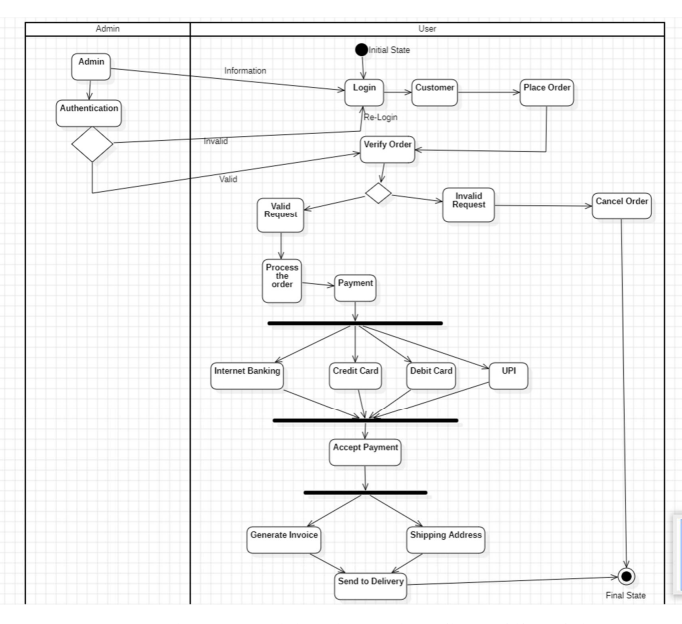 Admin
User
Initial State
Admin
Information
Login
Customer
Place Order
Authentication
Re-Login
Invalid
Verify Order
Valid
Valid
Request
Invalid
Request
Cancel Order
Process
the
order
Payment
Internet Banking
Credit Card
Debit Card
UPI
Accept Payment
Generate Invoice
Shipping Address
Send to Delivery
Final State